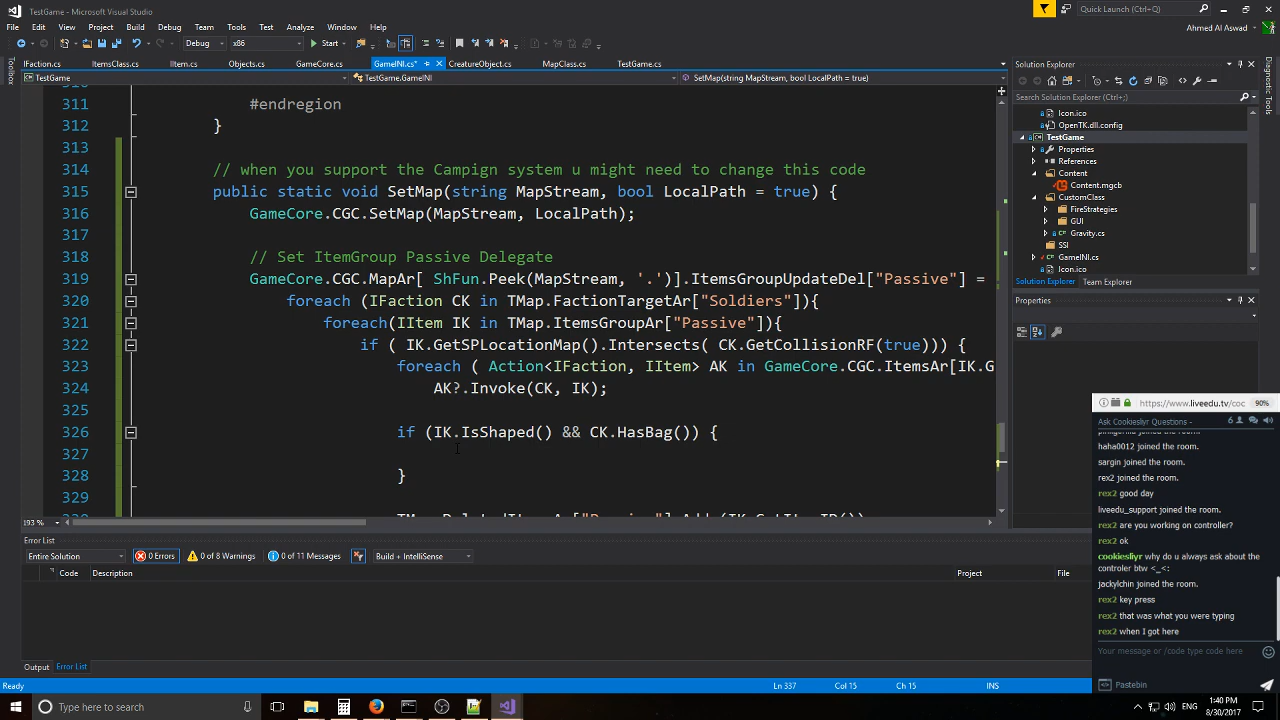 TestGame - Microsoft Visual Studio
Quick Launch (Ctrl+Q)
File Edit View Project Build Debug Team Tools Test Analyze Window Help
Ahmed Al Aswad
Debug x86 Start
IFaction.cs ItemsClass.cs IItem.cs Objects.cs GameCore.cs GameINI.cs* CreatureObject.cs MapClass.cs TestGame.cs
TestGame TestGame.GameINI SetMap(string MapStream, bool LocalPath = true)
Toolbox
311 #endregion
312 }
313
314 // when you support the Campign system u might need to change this code
315 public static void SetMap(string MapStream, bool LocalPath = true) {
316 GameCore.CGC.SetMap(MapStream, LocalPath);
317
318 // Set ItemGroup Passive Delegate
319 GameCore.CGC.MapAr[ ShFun.Peek(MapStream, '.')].ItemsGroupUpdateDel["Passive"] =
320 foreach (IFaction CK in TMap.FactionTargetAr["Soldiers"]){
321 foreach(IItem IK in TMap.ItemsGroupAr["Passive"]){
322 if ( IK.GetSPLocationMap().Intersects( CK.GetCollisionRF(true))) {
323 foreach ( Action<IFaction, IItem> AK in GameCore.CGC.ItemsAr[IK.G
324 AK?.Invoke(CK, IK);
325
326 if (IK.IsShaped() && CK.HasBag()) {
327
328 }
329
93 %
Error List
Entire Solution 0 Errors 0 of 8 Warnings 0 of 11 Messages Build + IntelliSense
Code Description Project File
Output Error List
Ready Ln 337 Col 15 Ch 15 INS
Solution Explorer
Search Solution Explorer (Ctrl+;)
Icon.ico
OpenTK.dll.config
TestGame
Properties
References
Content
Content.mgcb
CustomClass
FireStrategies
GUI
Gravity.cs
SSI
GameINI.cs
Icon.ico
Solution Explorer Team Explorer
Properties
Diagnostic Tools
https://www.liveedu.tv/coc 90%
Ask Cookiesliyr Questions 6
haha0012 joined the room.
sargin joined the room.
rex2 joined the room.
rex2 good day
liveedu_support joined the room.
rex2 are you working on controller?
rex2 ok
cookiesliyr why do u always ask about the
controler btw <_<:
jackylchin joined the room.
rex2 key press
rex2 that was what you were typing
rex2 when I got here
Your message or /code type code here
Pastebin
Type here to search
ENG
1:40 PM
8/30/2017